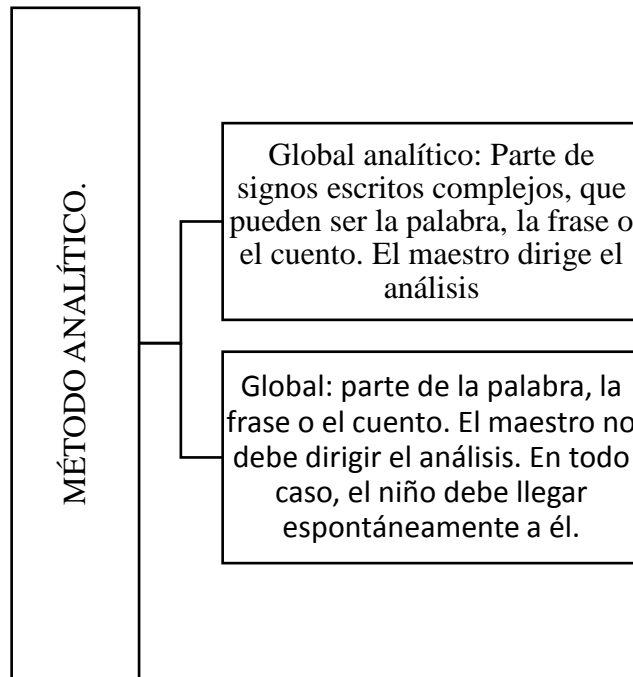 MÉTODO ANALÍTICO.
Global analítico: Parte de
signos escritos complejos, que
pueden ser la palabra, la frase o
el cuento. El maestro dirige el
análisis
Global: parte de la palabra, la
frase o el cuento. El maestro no
debe dirigir el análisis. En todo
caso, el niño debe llegar
espontáneamente a él.